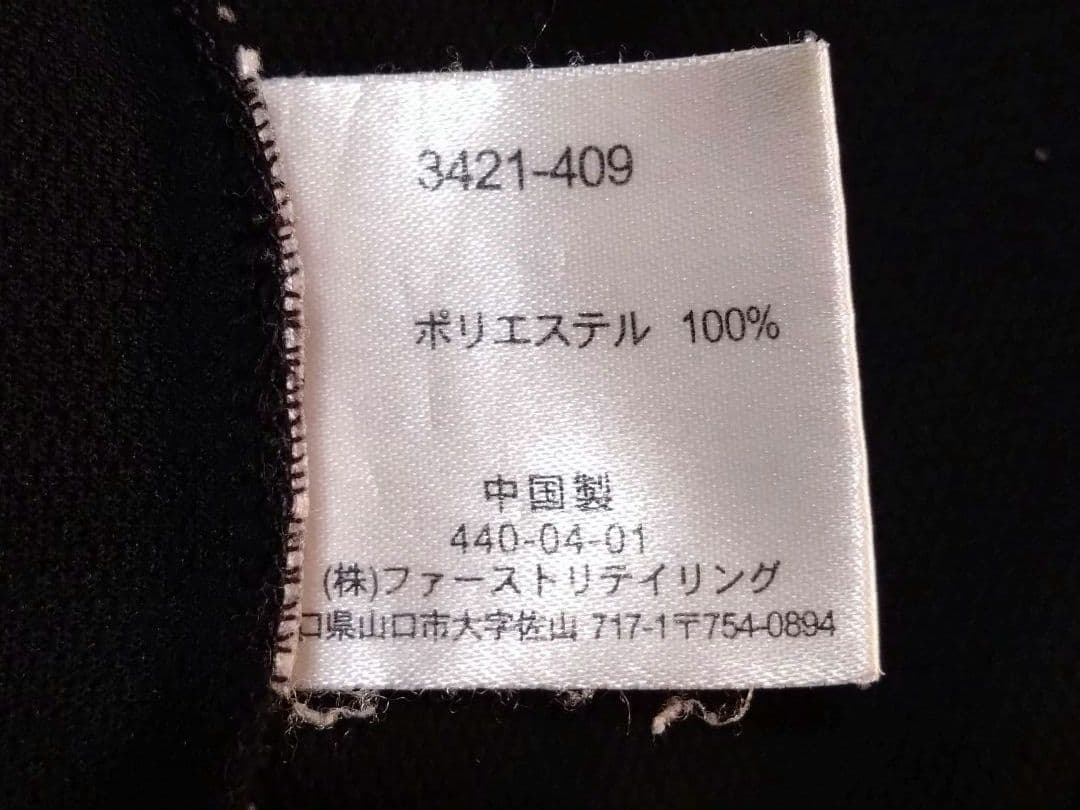 3421-409
ポリエステル 100%
中国製
440-04-01
(株)ファーストリテイリング
口県山口市大字佐山 717-1〒754-0894